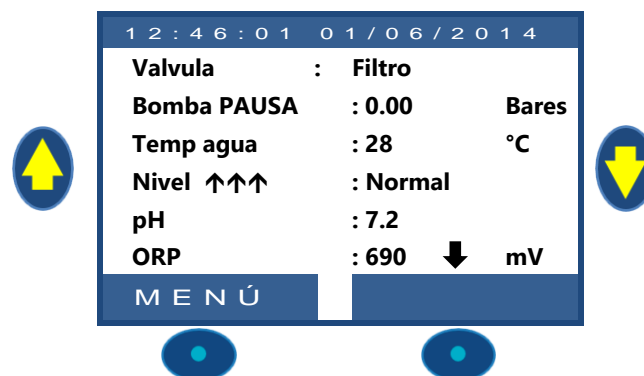 12:46:01 01/06/2014
Valvula : Filtro
Bomba PAUSA : 0.00 Bares
Temp agua : 28 °C
Nivel ↑↑↑ : Normal
pH : 7.2
ORP : 690 ⬇ mV
MENÚ